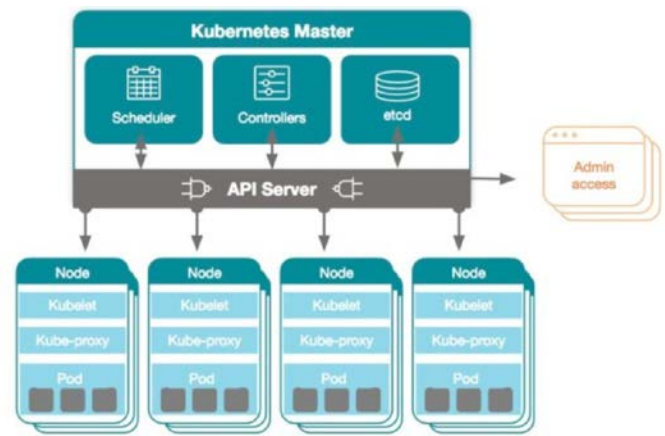 Kubernetes Master
Scheduler
Controllers
etcd
API Server
Admin
access
Node
Node
Node
Node
Kubelet
Kubelet
Kubelet
Kubelet
Kube-proxy
Kube-proxy
Kube-proxy
Kube-proxy
Pod
Pod
Pod
Pod